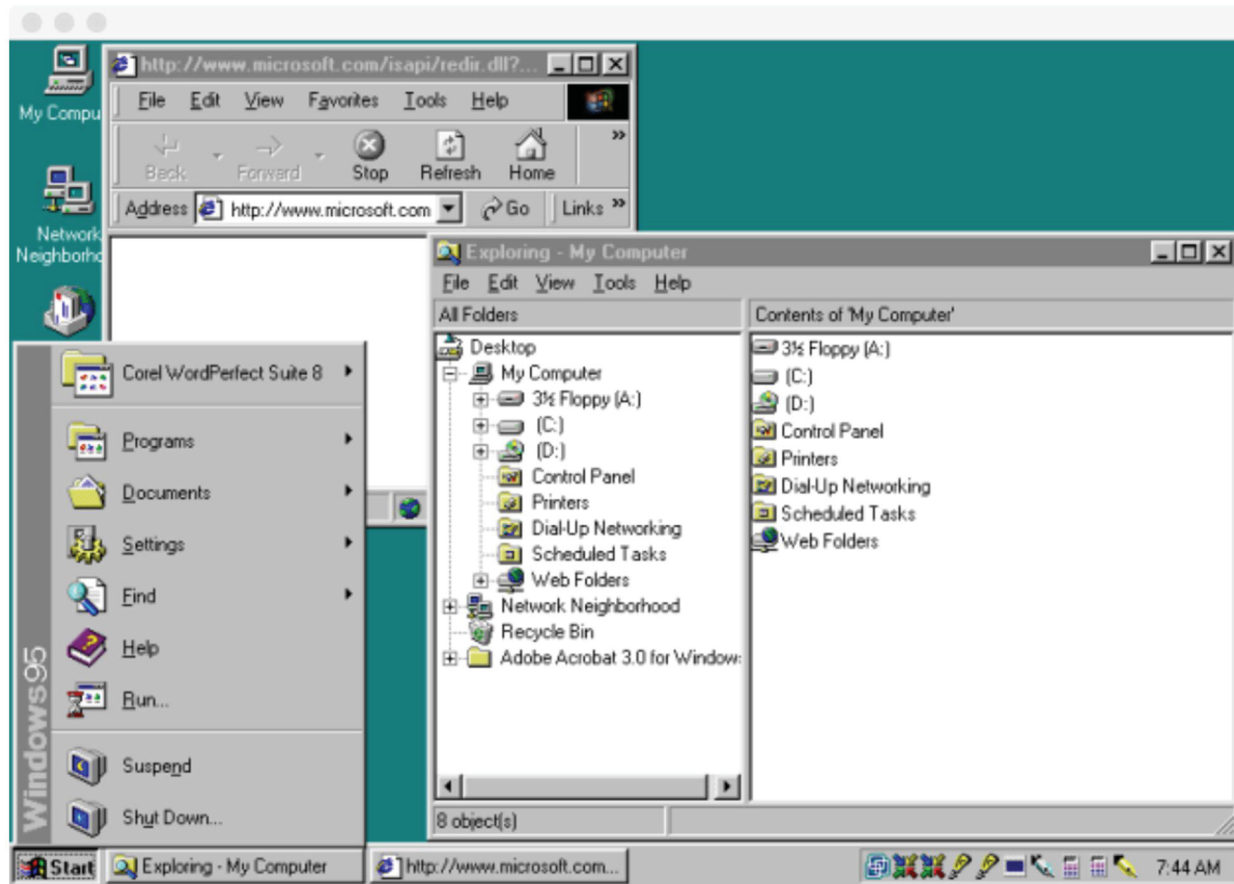 My Compu
Network
Neighborho
http://www.microsoft.com/isapi/redir.dll?...
File Edit View Favorites Tools Help
Back Forward Stop Refresh Home »
Address http://www.microsoft.com Go Links »
Exploring - My Computer
File Edit View Tools Help
All Folders
Desktop
My Computer
3½ Floppy (A:)
(C:)
(D:)
Control Panel
Printers
Dial-Up Networking
Scheduled Tasks
Web Folders
Network Neighborhood
Recycle Bin
Adobe Acrobat 3.0 for Window
8 object(s)
Contents of 'My Computer'
3½ Floppy (A:)
(C:)
(D:)
Control Panel
Printers
Dial-Up Networking
Scheduled Tasks
Web Folders
Windows95
Corel WordPerfect Suite 8
Programs
Documents
Settings
Find
Help
Run...
Suspend
Shut Down...
Start Exploring - My Computer http://www.microsoft.com... 7:44 AM